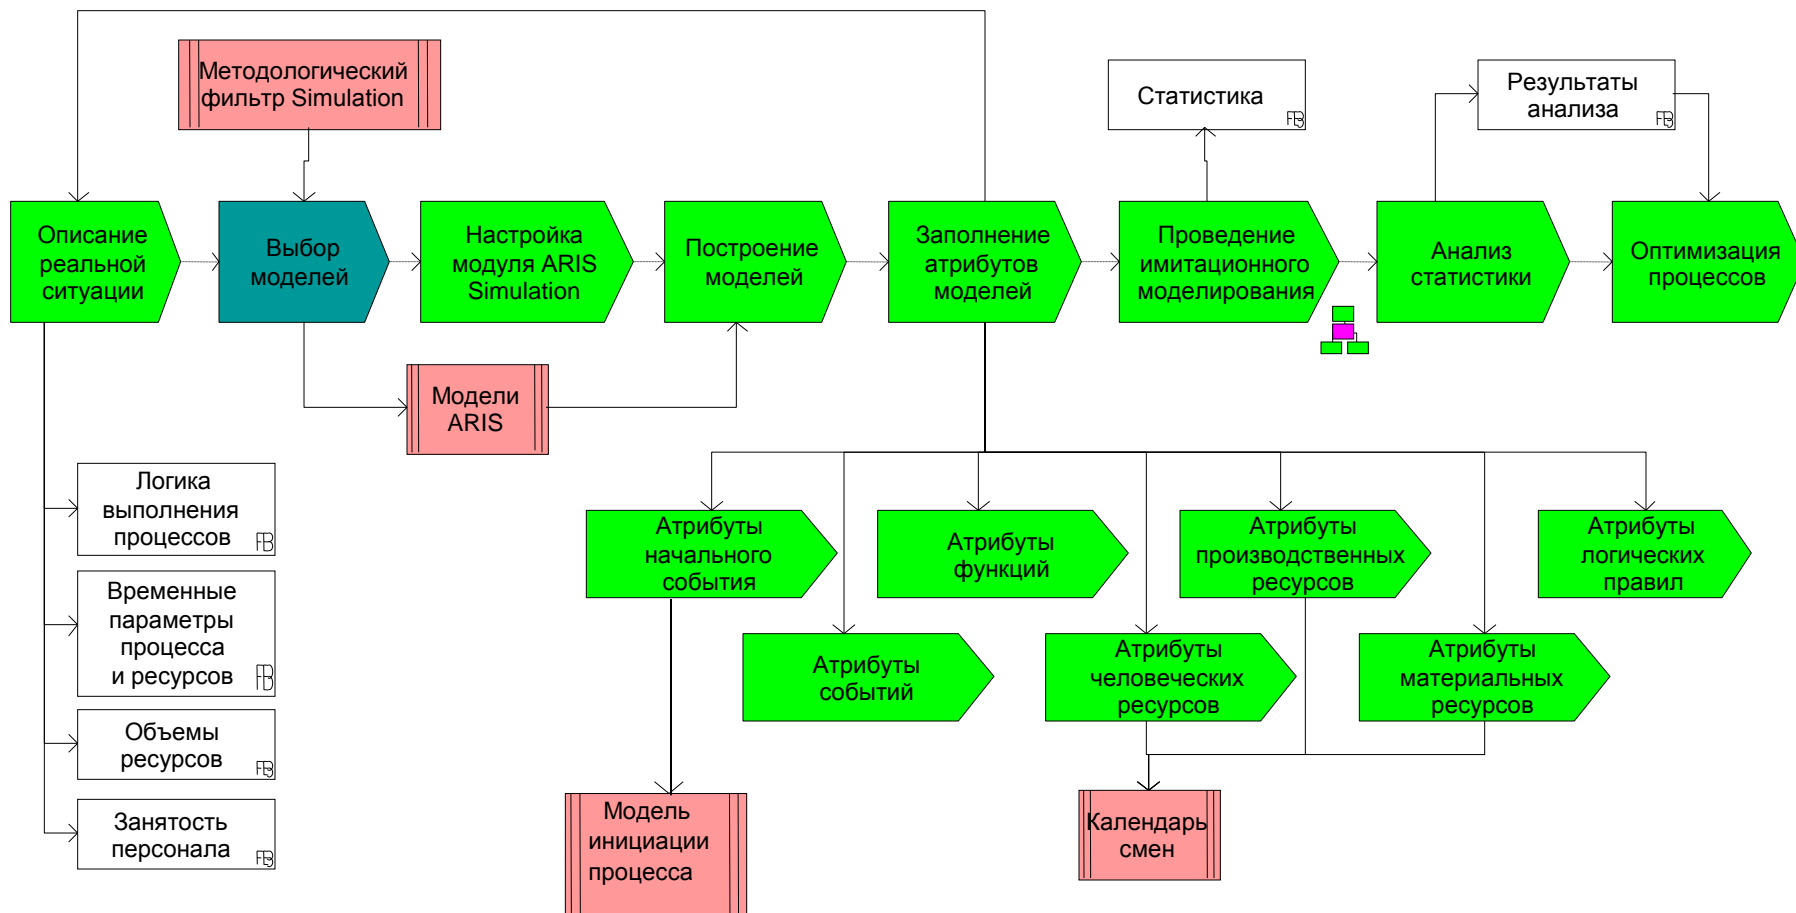 Методологический
фильтр Simulation
Статистика
Результаты
анализа
Описание
реальной
ситуации
Выбор
моделей
Настройка
модуля ARIS
Simulation
Построение
моделей
Заполнение
атрибутов
моделей
Проведение
имитационного
моделирования
Анализ
статистики
Оптимизация
процессов
Модели
ARIS
Логика
выполнения
процессов
Временные
параметры
процесса
и ресурсов
Объемы
ресурсов
Занятость
персонала
Атрибуты
начального
события
Атрибуты
функций
Атрибуты
производственных
ресурсов
Атрибуты
логических
правил
Атрибуты
событий
Атрибуты
человеческих
ресурсов
Атрибуты
материальных
ресурсов
Модель
инициации
процесса
Календарь
смен